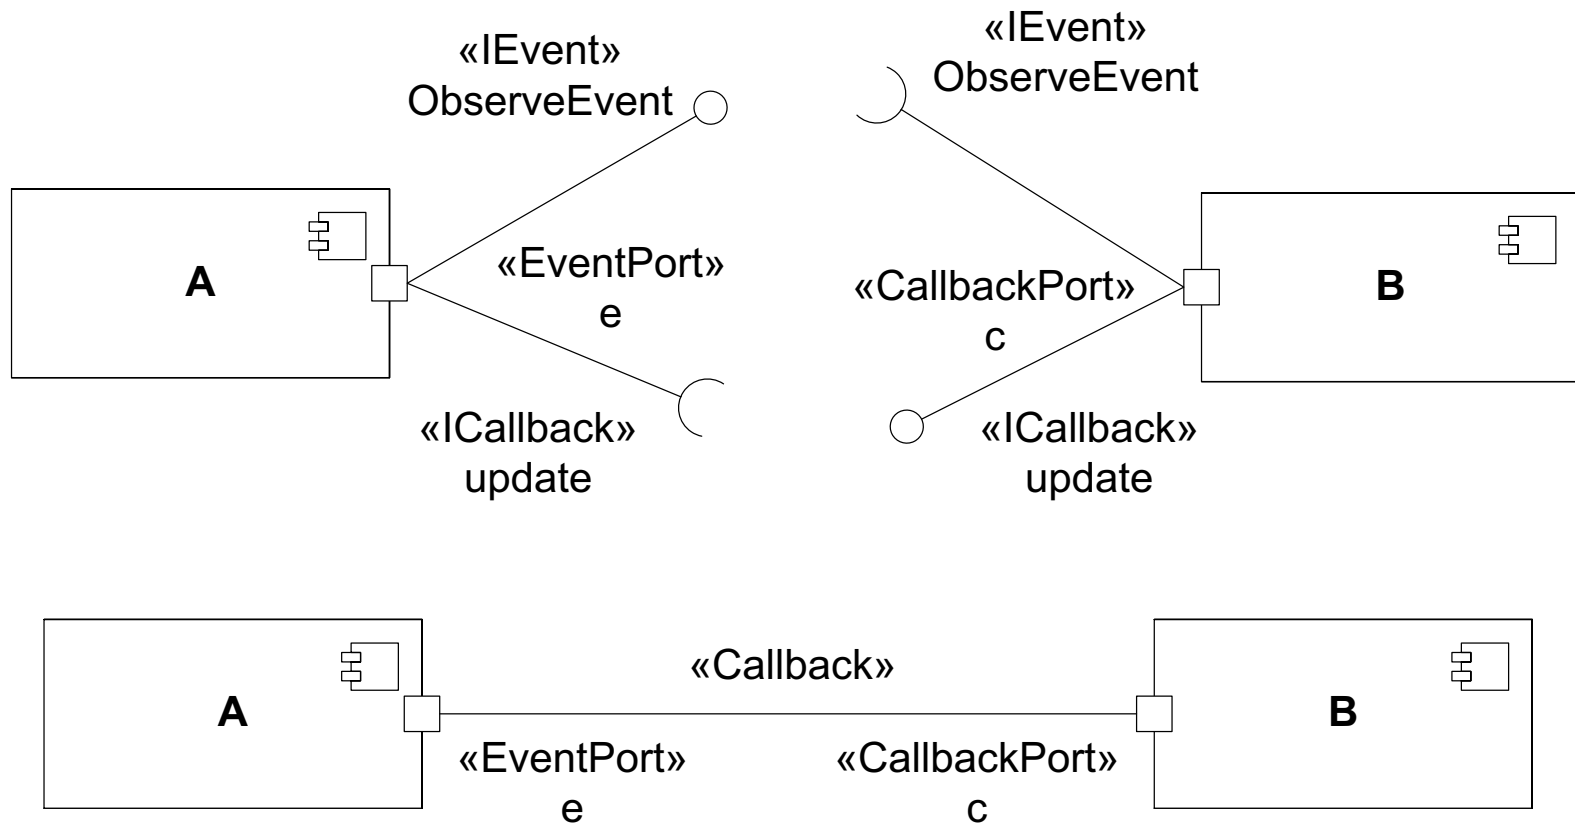 «IEvent»
ObserveEvent
«IEvent»
ObserveEvent
A
«EventPort»
e
«CallbackPort»
c
B
«ICallback»
update
«ICallback»
update
A
«Callback»
B
«EventPort»
e
«CallbackPort»
c